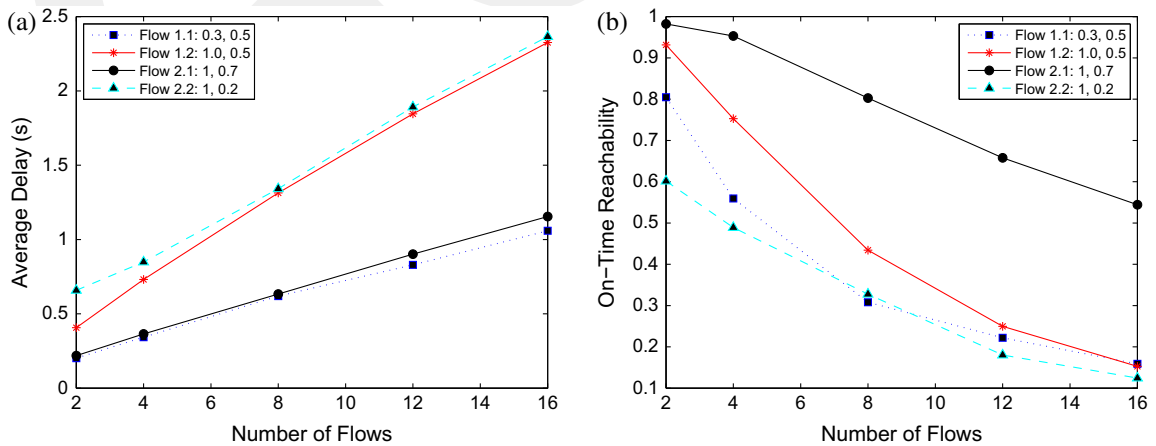 (a)
2.5
2
1.5
1
0.5
0
Average Delay (s)
Flow 1.1: 0.3, 0.5
Flow 1.2: 1.0, 0.5
Flow 2.1: 1, 0.7
Flow 2.2: 1, 0.2
2 4 6 8 10 12 14 16
Number of Flows
(b)
1
0.9
0.8
0.7
0.6
0.5
0.4
0.3
0.2
0.1
On-Time Reachability
Flow 1.1: 0.3, 0.5
Flow 1.2: 1.0, 0.5
Flow 2.1: 1, 0.7
Flow 2.2: 1, 0.2
2 4 6 8 10 12 14 16
Number of Flows